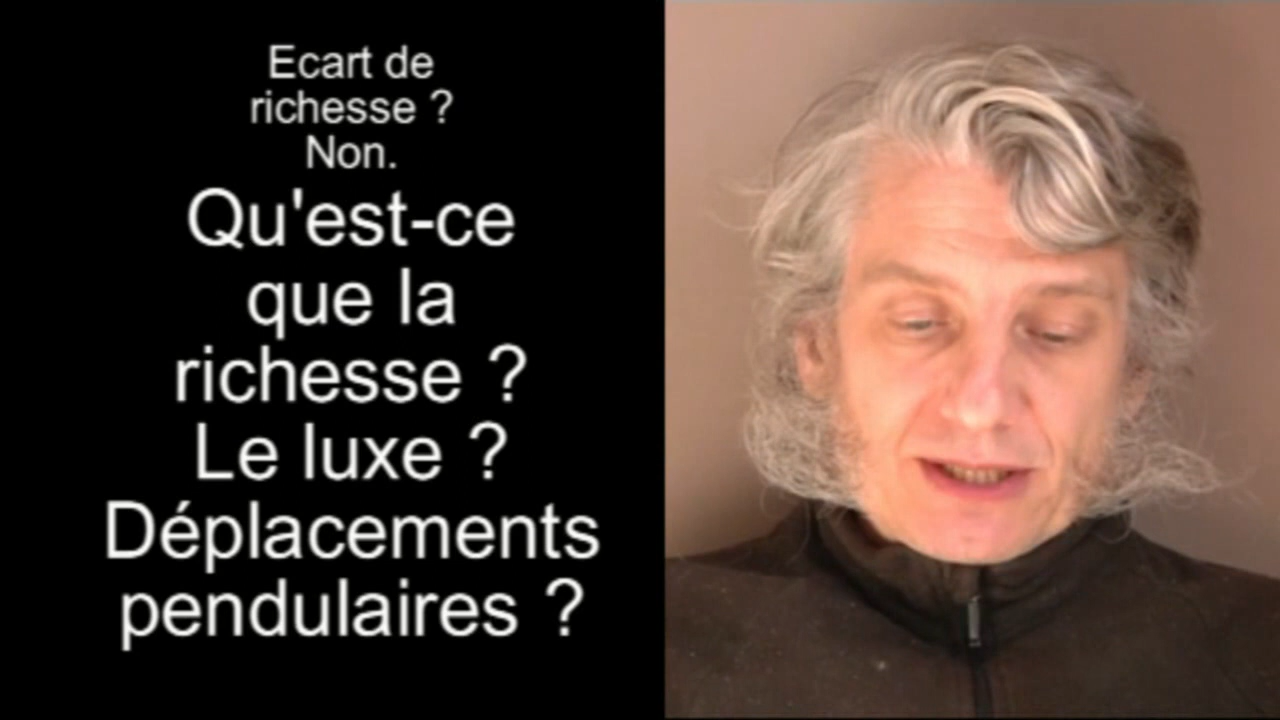 Ecart de
richesse ?
Non.
Qu'est-ce
que la
richesse ?
Le luxe ?
Déplacements
pendulaires ?